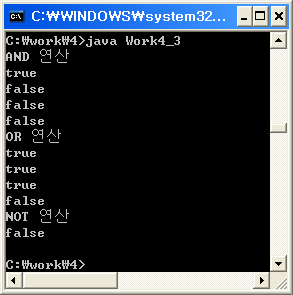 C:₩WINDOWS₩system32...
C:₩work₩4>java Work4_3
AND 연산
true
false
false
false
OR 연산
true
true
true
false
NOT 연산
false
C:₩work₩4>